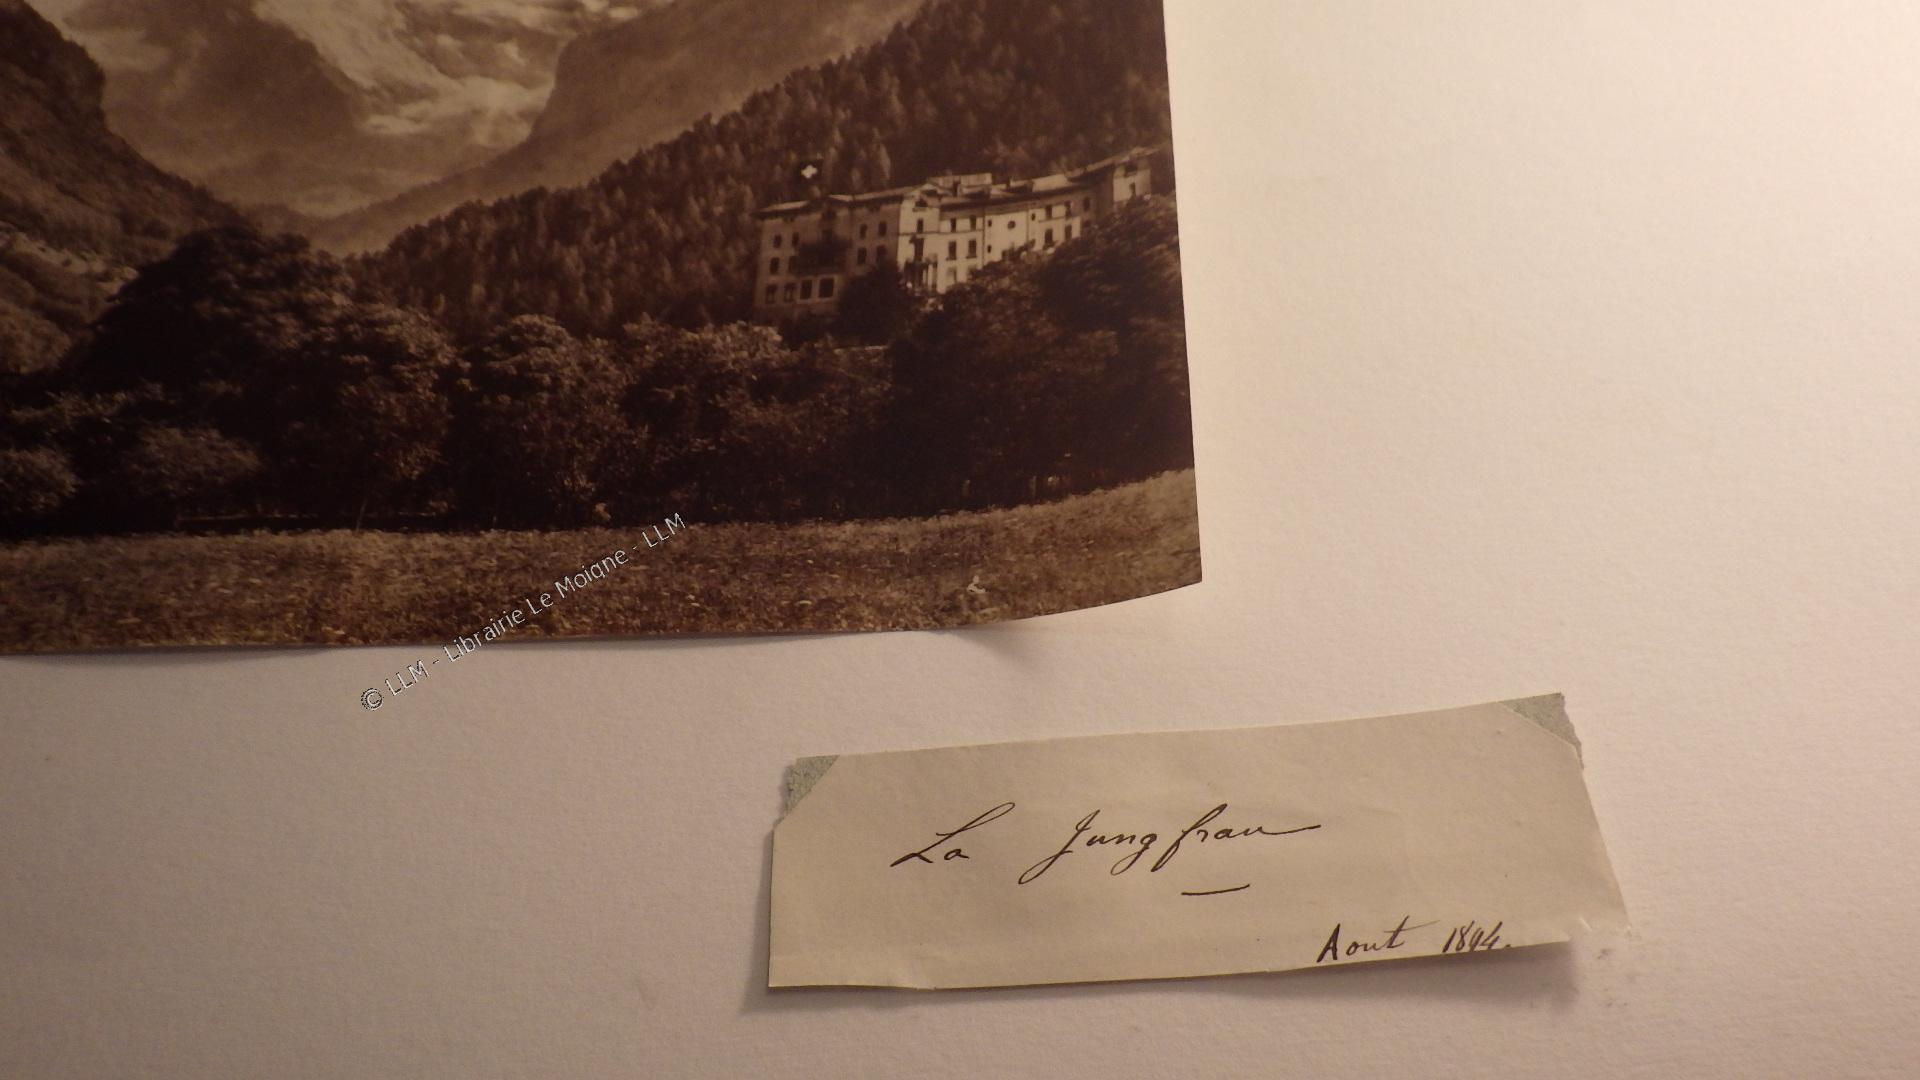 © LLM - Librairie Le Moigne - LLM
La Jungfrau
Aout 1894.